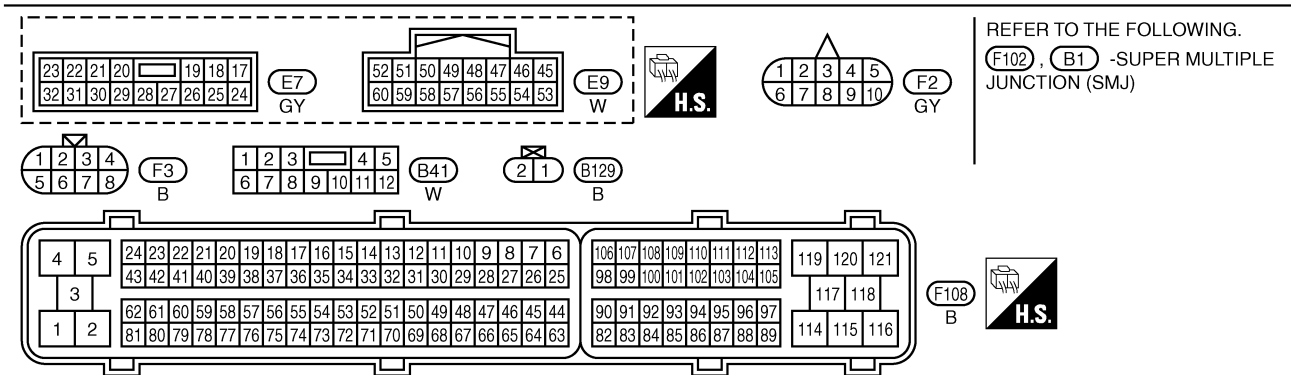 23 22 21 20 19 18 17
32 31 30 29 28 27 26 25 24
E7
GY
52 51 50 49 48 47 46 45
60 59 58 57 56 55 54 53
E9
W
H.S.
1 2 3 4 5
6 7 8 9 10
F2
GY
REFER TO THE FOLLOWING.
F102 , B1 -SUPER MULTIPLE
JUNCTION (SMJ)
1 2 3 4
5 6 7 8
F3
B
1 2 3 4 5
6 7 8 9 10 11 12
B41
W
2 1
B129
B
4 5
3
1 2
24 23 22 21 20 19 18 17 16 15 14 13 12 11 10 9 8 7 6
43 42 41 40 39 38 37 36 35 34 33 32 31 30 29 28 27 26 25
62 61 60 59 58 57 56 55 54 53 52 51 50 49 48 47 46 45 44
81 80 79 78 77 76 75 74 73 72 71 70 69 68 67 66 65 64 63
106 107 108 109 110 111 112 113
98 99 100 101 102 103 104 105
90 91 92 93 94 95 96 97
82 83 84 85 86 87 88 89
119 120 121
117 118
114 115 116
F108
B
H.S.